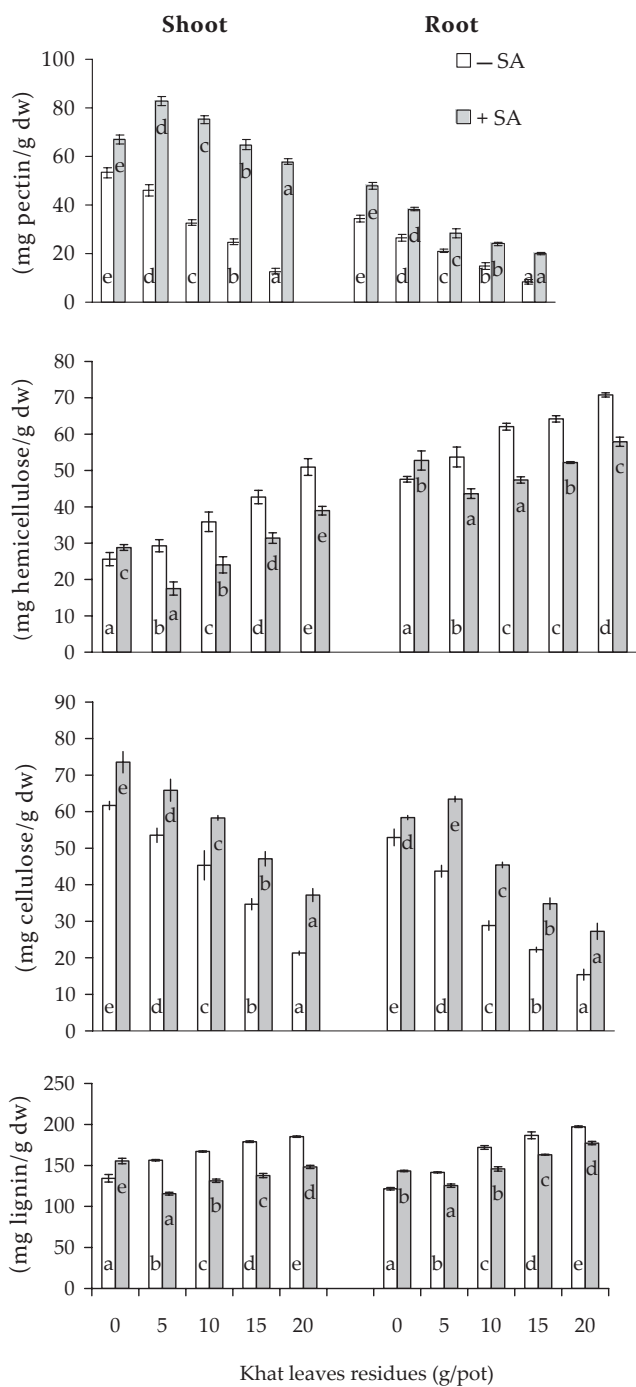 Shoot Root
– SA
+ SA
(mg pectin/g dw)
100
80
60
40
20
0
e e d d c c b b a a
e e d d c c b b a a
(mg hemicellulose/g dw)
80
70
60
50
40
30
20
10
0
a c b a c b d d e e
a b b a c a c b d c
(mg cellulose/g dw)
90
80
70
60
50
40
30
20
10
0
e e d d c c b b a a
e d d e c c b b a a
(mg lignin/g dw)
250
200
150
100
50
0
a e b a c b d c e d
a b b a c b d c e d
0 5 10 15 20 0 5 10 15 20
Khat leaves residues (g/pot)